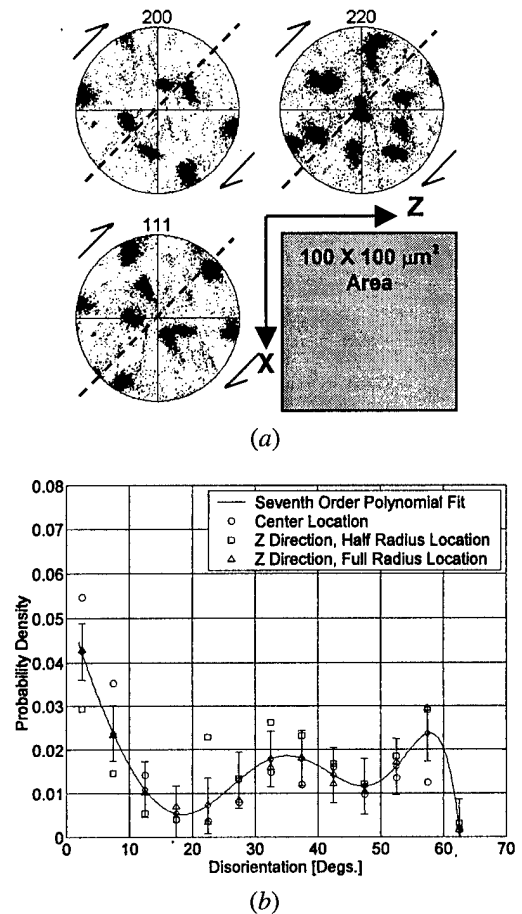 200
220
111
Z
100 X 100 μm²
Area
X
(a)
0.08
0.07
0.06
0.05
0.04
0.03
0.02
0.01
0
Probability Density
Seventh Order Polynomial Fit
Center Location
Z Direction, Half Radius Location
Z Direction, Full Radius Location
0 10 20 30 40 50 60 70
Disorientation [Degs.]
(b)